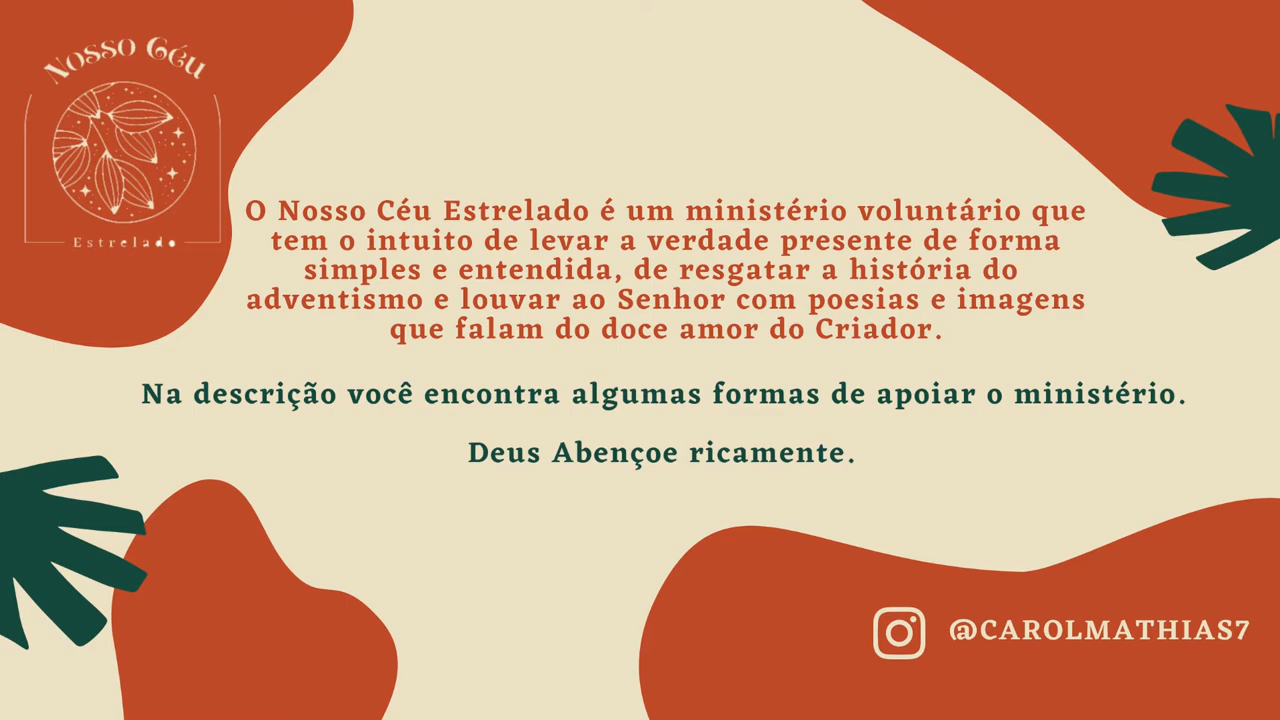 Nosso Céu
Estrelado
O Nosso Céu Estrelado é um ministério voluntário que
tem o intuito de levar a verdade presente de forma
simples e entendida, de resgatar a história do
adventismo e louvar ao Senhor com poesias e imagens
que falam do doce amor do Criador.
Na descrição você encontra algumas formas de apoiar o ministério.
Deus Abençoe ricamente.
@CAROLMATHIAS7